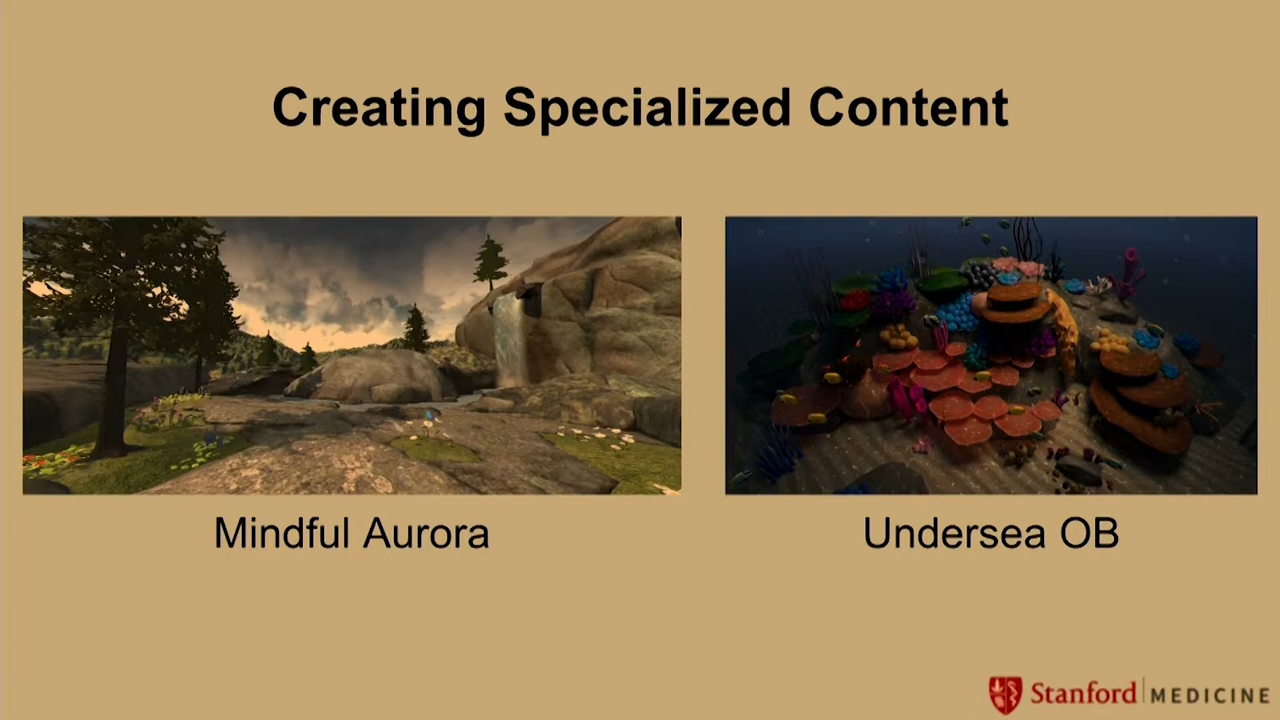 Creating Specialized Content
Mindful Aurora
Undersea OB
Stanford MEDICINE